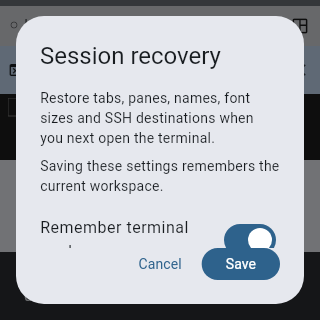 Session recovery
Restore tabs, panes, names, font
sizes and SSH destinations when
you next open the terminal.
Saving these settings remembers the
current workspace.
Remember terminal
Cancel
Save